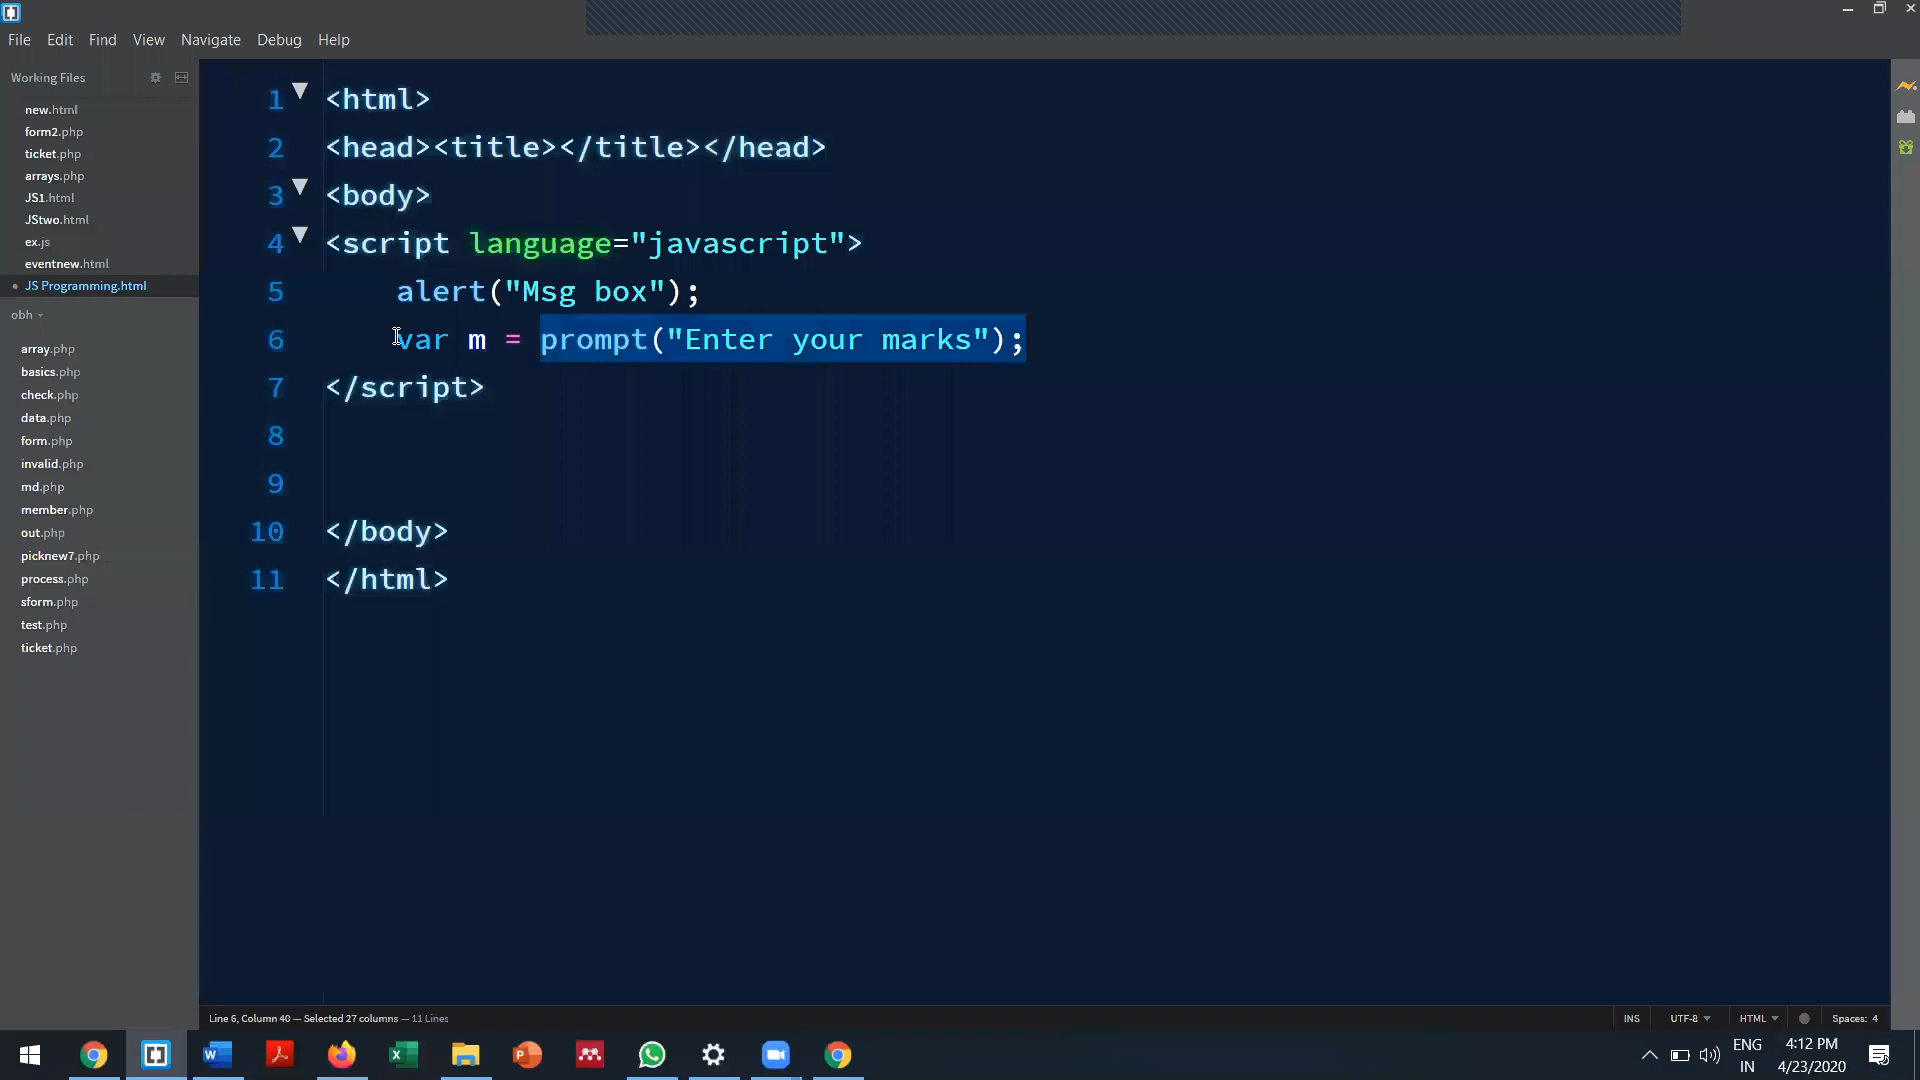 File Edit Find View Navigate Debug Help
Working Files
new.html
form2.php
ticket.php
arrays.php
JS1.html
JStwo.html
ex.js
eventnew.html
JS Programming.html
obh
array.php
basics.php
check.php
data.php
form.php
invalid.php
md.php
member.php
out.php
picknew7.php
process.php
sform.php
test.php
ticket.php
1 <html>
2 <head><title></title></head>
3 <body>
4 <script language="javascript">
5 alert("Msg box");
6 var m = prompt("Enter your marks");
7 </script>
8
9
10 </body>
11 </html>
Line 6, Column 40 — Selected 27 columns — 11 Lines
INS UTF-8 HTML Spaces: 4
ENG
IN
4:12 PM
4/23/2020